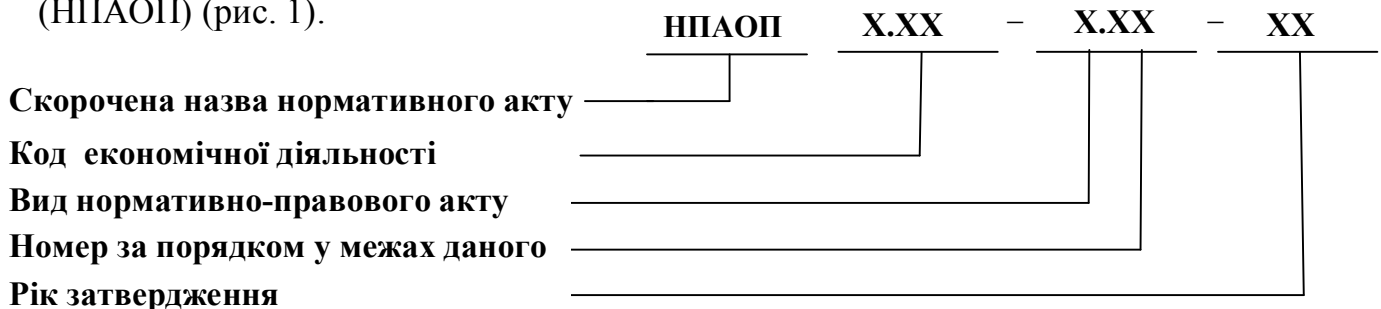 (НПАОП) (рис. 1).
НПАОП Х.ХХ – Х.ХХ – ХХ
Скорочена назва нормативного акту
Код економічної діяльності
Вид нормативно-правового акту
Номер за порядком у межах даного
Рік затвердження